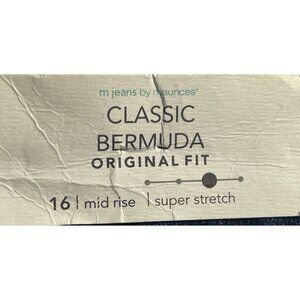 m jeans by maurices®
CLASSIC
BERMUDA
ORIGINAL FIT
16 | mid rise | super stretch